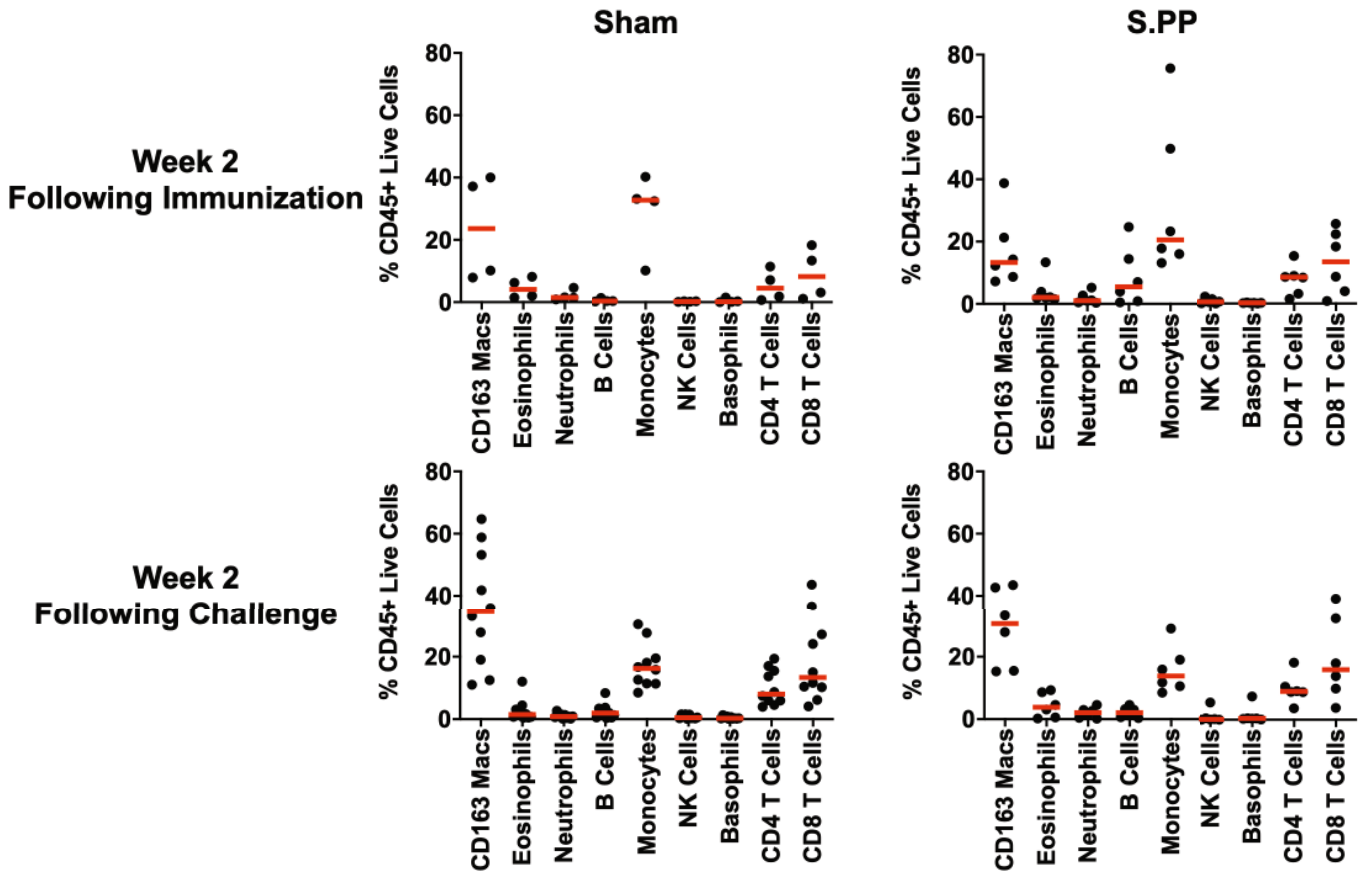 Sham
S.PP
Week 2
Following Immunization
% CD45+ Live Cells
80
60
40
20
0
CD163 Macs
Eosinophils
Neutrophils
B Cells
Monocytes
NK Cells
Basophils
CD4 T Cells
CD8 T Cells
% CD45+ Live Cells
80
60
40
20
0
CD163 Macs
Eosinophils
Neutrophils
B Cells
Monocytes
NK Cells
Basophils
CD4 T Cells
CD8 T Cells
Week 2
Following Challenge
% CD45+ Live Cells
80
60
40
20
0
CD163 Macs
Eosinophils
Neutrophils
B Cells
Monocytes
NK Cells
Basophils
CD4 T Cells
CD8 T Cells
% CD45+ Live Cells
80
60
40
20
0
CD163 Macs
Eosinophils
Neutrophils
B Cells
Monocytes
NK Cells
Basophils
CD4 T Cells
CD8 T Cells